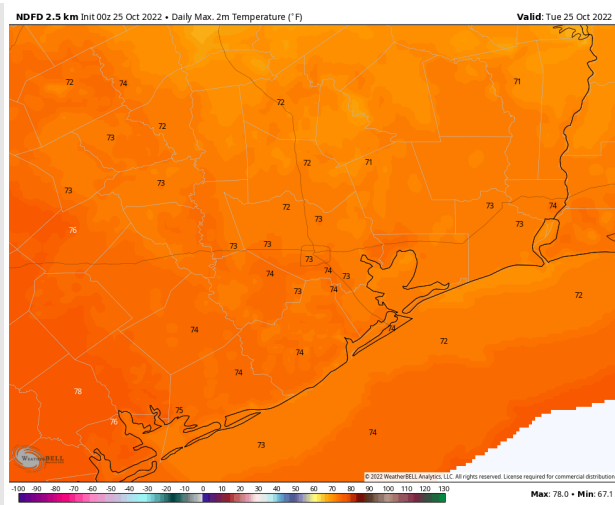 NDFD 2.5 km Init 00z 25 Oct 2022 • Daily Max. 2m Temperature (°F)
Valid: Tue 25 Oct 2022
72 74 72 71
72
73
72 71
73 73
72 73 73 74
76 73
73 73
73
74 74 73
73 74
72
74 74
72
74
74
78
75
76
73 74
WeatherBELL
© 2022 WeatherBELL Analytics, LLC. All rights reserved. License required for commercial distribution
-100 -90 -80 -70 -60 -50 -40 -30 -20 -10 0 10 20 30 40 50 60 70 80 90 100 110 120 130
Max: 78.0 • Min: 67.1